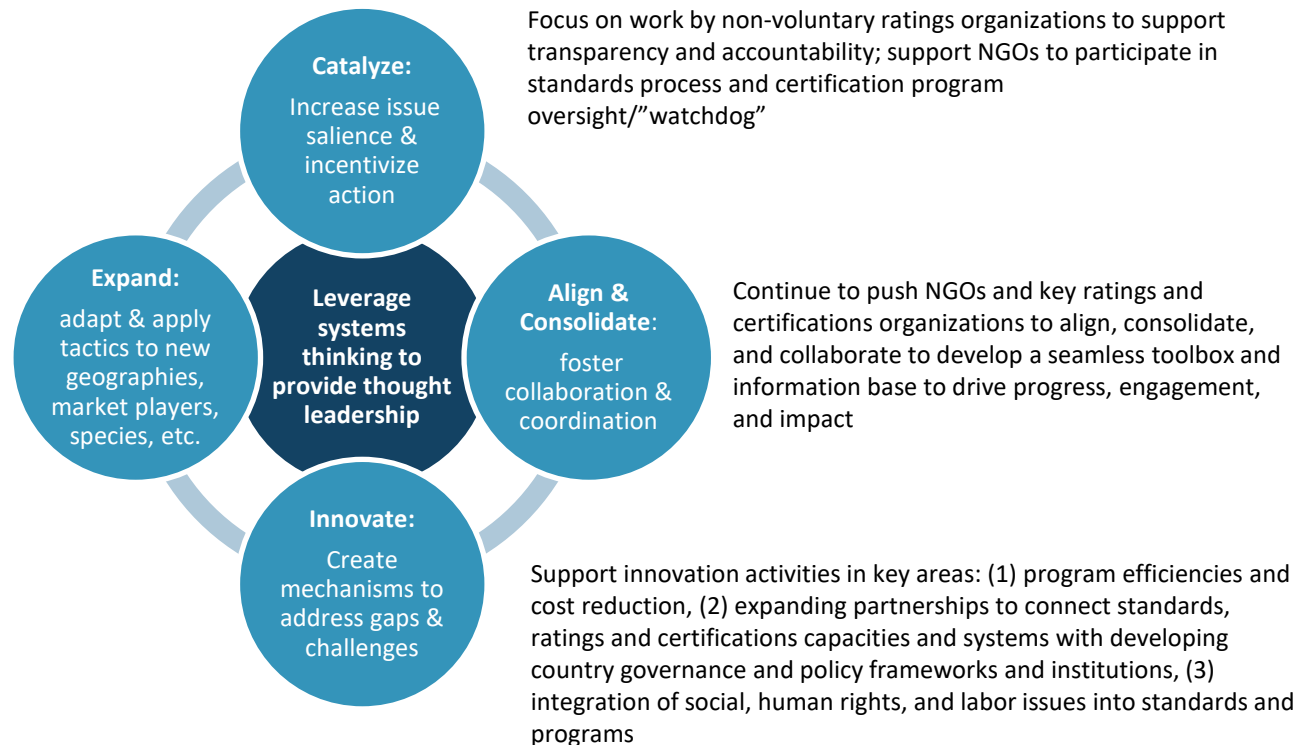 Focus on work by non-voluntary ratings organizations to support
transparency and accountability; support NGOs to participate in
standards process and certification program
oversight/”watchdog”
Catalyze:
Increase issue
salience &
incentivize
action
Expand:
adapt & apply
tactics to new
geographies,
market players,
species, etc.
Leverage
systems
thinking to
provide thought
leadership
Align &
Consolidate:
foster
collaboration &
coordination
Continue to push NGOs and key ratings and
certifications organizations to align, consolidate,
and collaborate to develop a seamless toolbox and
information base to drive progress, engagement,
and impact
Innovate:
Create
mechanisms to
address gaps &
challenges
Support innovation activities in key areas: (1) program efficiencies and
cost reduction, (2) expanding partnerships to connect standards,
ratings and certifications capacities and systems with developing
country governance and policy frameworks and institutions, (3)
integration of social, human rights, and labor issues into standards and
programs